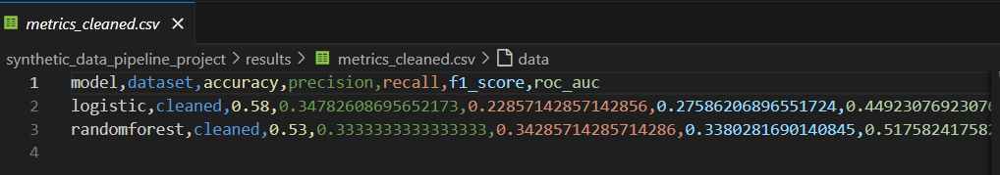 metrics_cleaned.csv
synthetic_data_pipeline_project > results > metrics_cleaned.csv > data
1 model,dataset,accuracy,precision,recall,f1_score,roc_auc
2 logistic,cleaned,0.58,0.34782608695652173,0.22857142857142856,0.27586206896551724,0.44923076923076
3 randomforest,cleaned,0.53,0.3333333333333333,0.34285714285714286,0.3380281690140845,0.517582417582
4